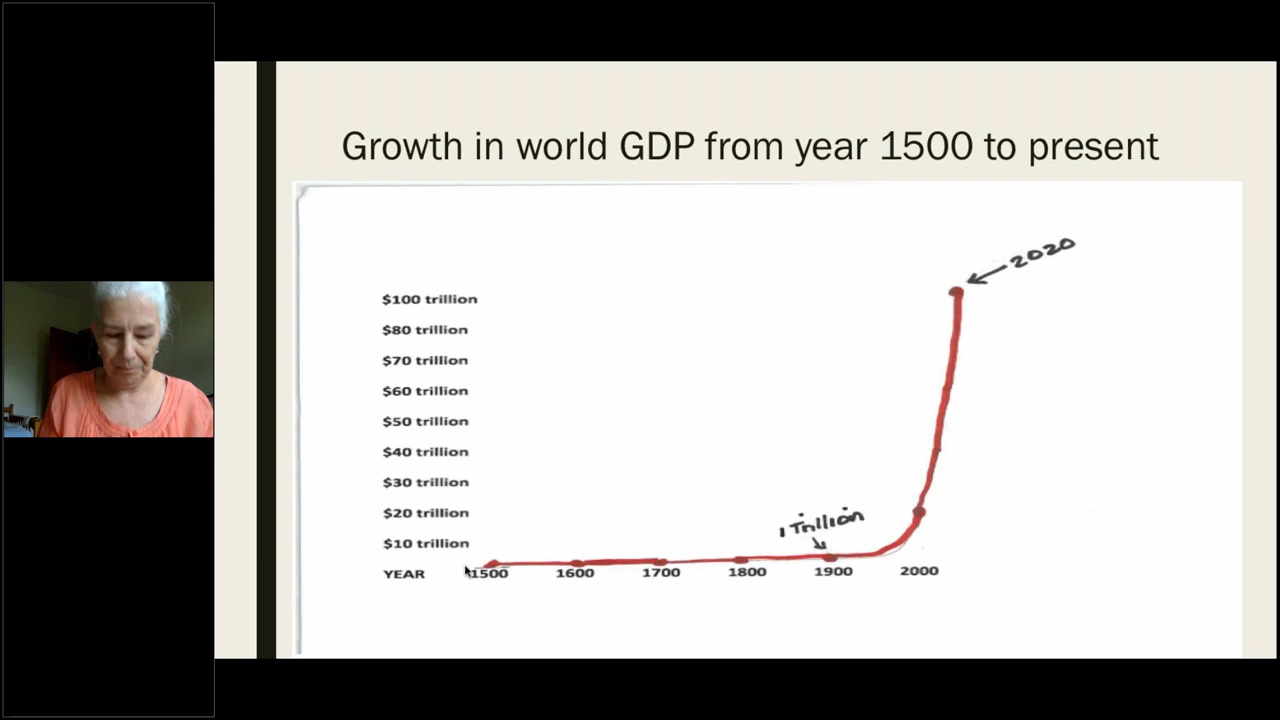 Growth in world GDP from year 1500 to present
2020
$100 trillion
$80 trillion
$70 trillion
$60 trillion
$50 trillion
$40 trillion
$30 trillion
$20 trillion
1 Trillion
$10 trillion
YEAR 1500 1600 1700 1800 1900 2000